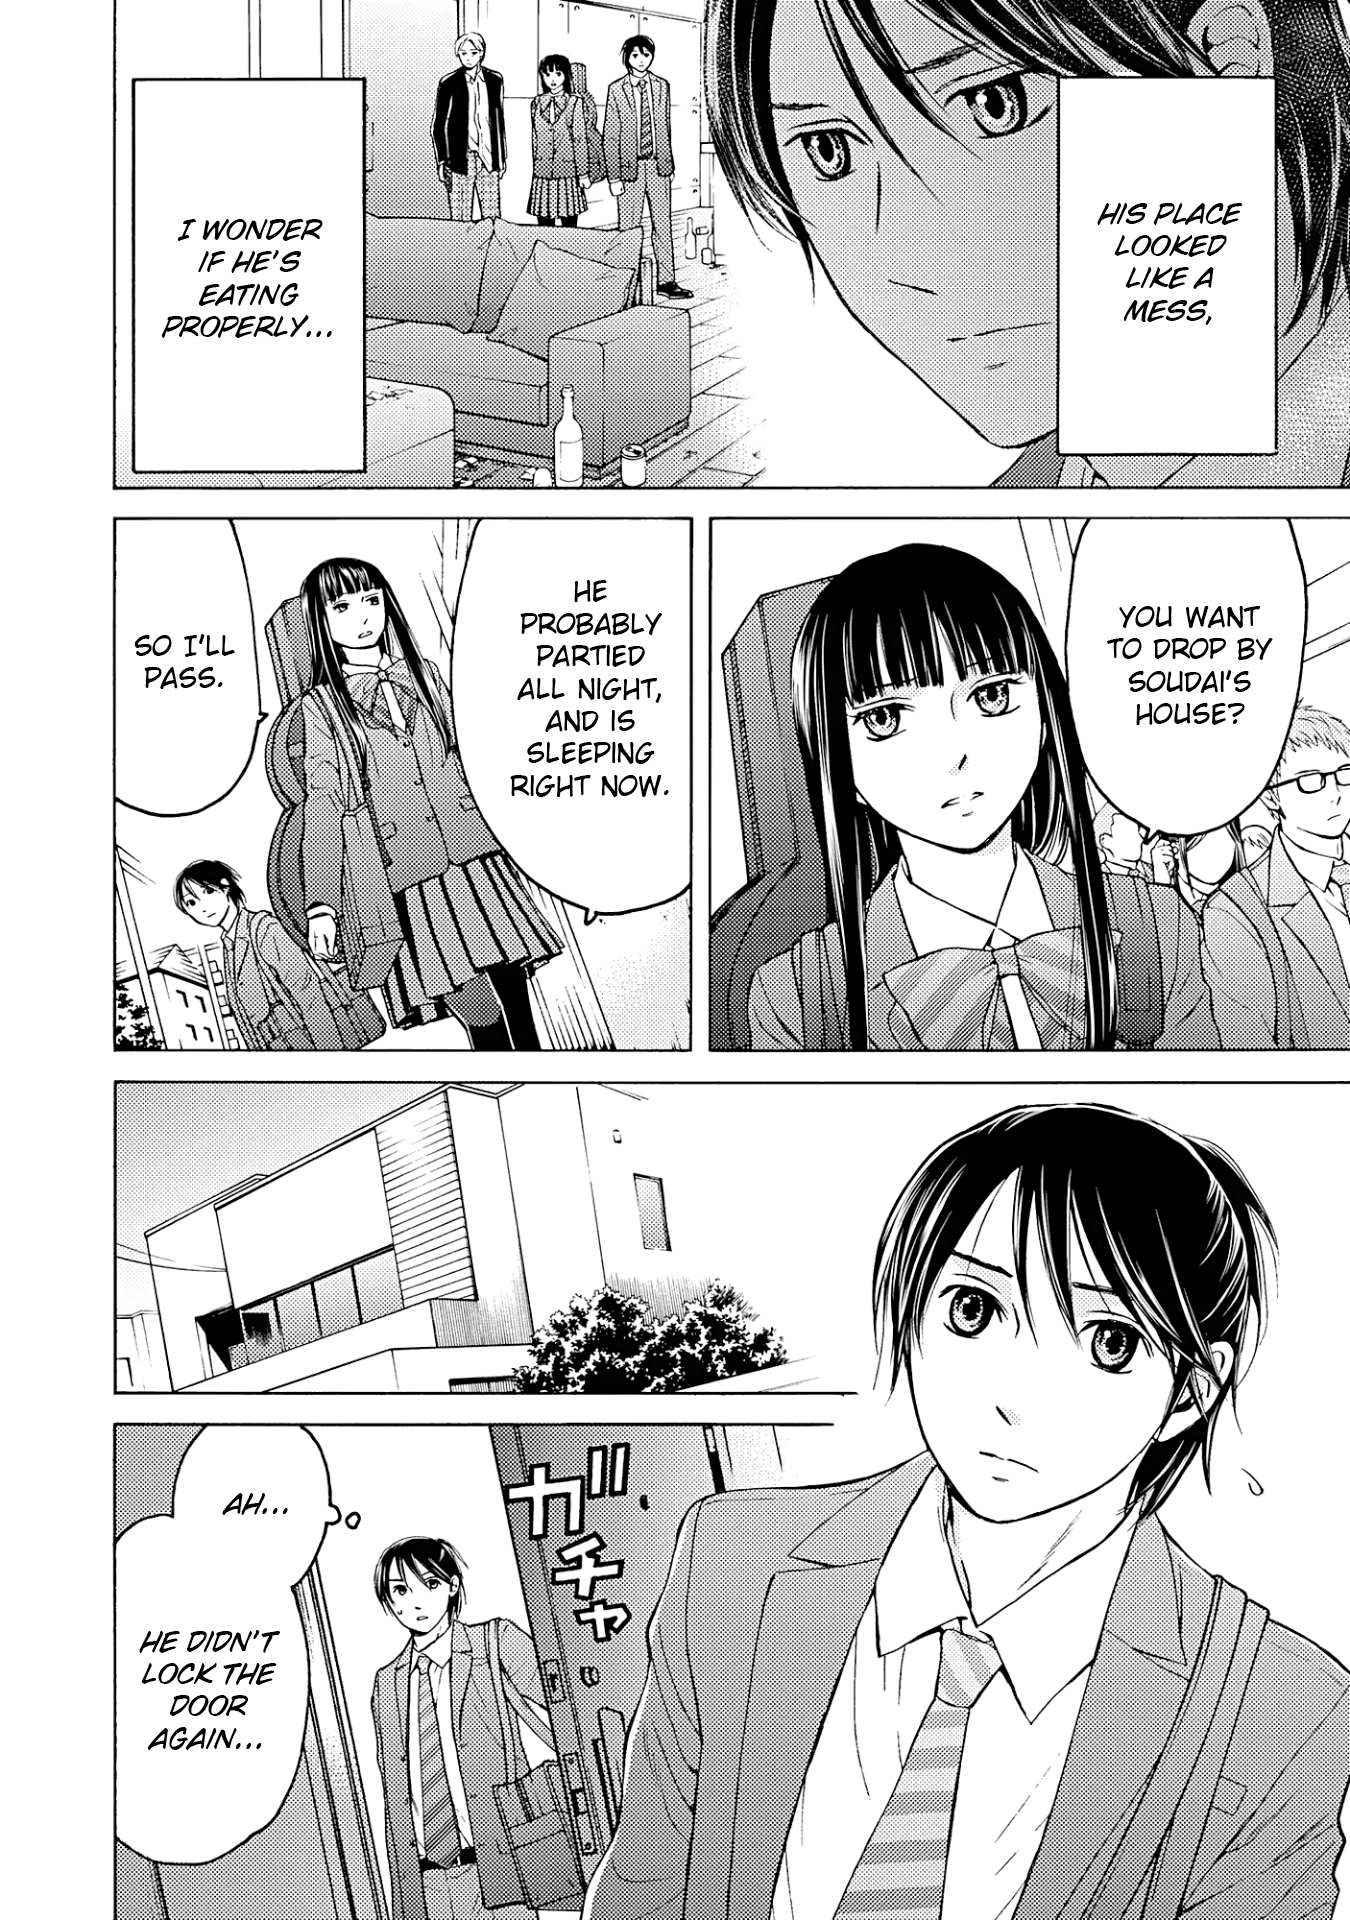 HIS PLACE
LOOKED
LIKE A
MESS,
I WONDER
IF HE'S
EATING
PROPERLY...
YOU WANT
TO DROP BY
SOUDAI'S
HOUSE?
HE
PROBABLY
PARTIED
ALL NIGHT,
AND IS
SLEEPING
RIGHT NOW.
SO I'LL
PASS.
ガチャ
AH...
HE DIDN'T
LOCK THE
DOOR
AGAIN...